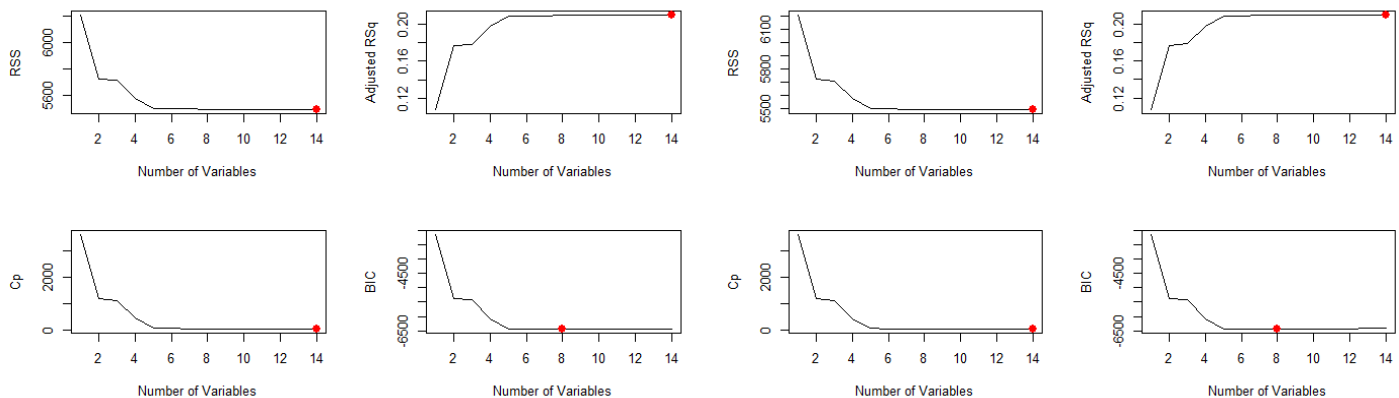 RSS
6000
5600
2 4 6 8 10 12 14
Number of Variables
Adjusted RSq
0.20
0.16
0.12
2 4 6 8 10 12 14
Number of Variables
RSS
6100
5800
5500
2 4 6 8 10 12 14
Number of Variables
Adjusted RSq
0.20
0.16
0.12
2 4 6 8 10 12 14
Number of Variables
Cp
2000
0
2 4 6 8 10 12 14
Number of Variables
BIC
-4500
-6500
2 4 6 8 10 12 14
Number of Variables
Cp
2000
0
2 4 6 8 10 12 14
Number of Variables
BIC
-4500
-6500
2 4 6 8 10 12 14
Number of Variables